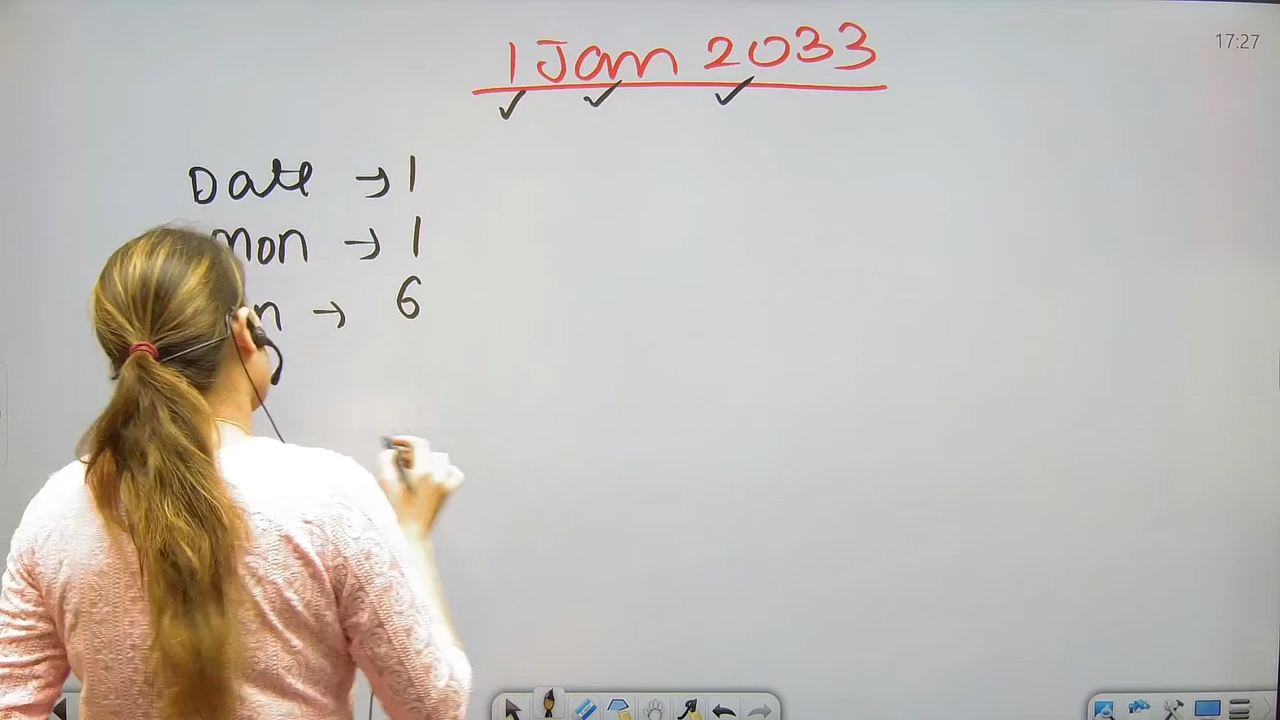 1 Jan 2033
17:27
Date → 1
mon → 1
n → 6